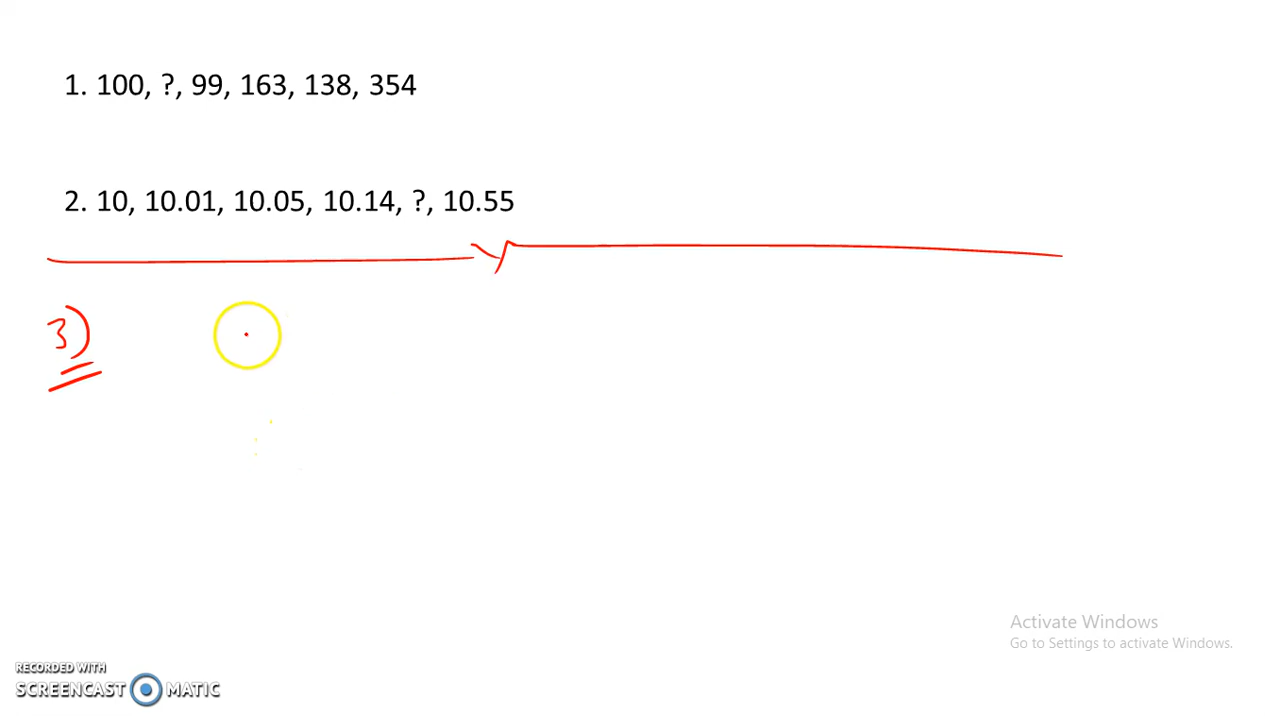 1. 100, ?, 99, 163, 138, 354
2. 10, 10.01, 10.05, 10.14, ?, 10.55
3)
Activate Windows
Go to Settings to activate Windows.
RECORDED WITH
SCREENCAST MATIC